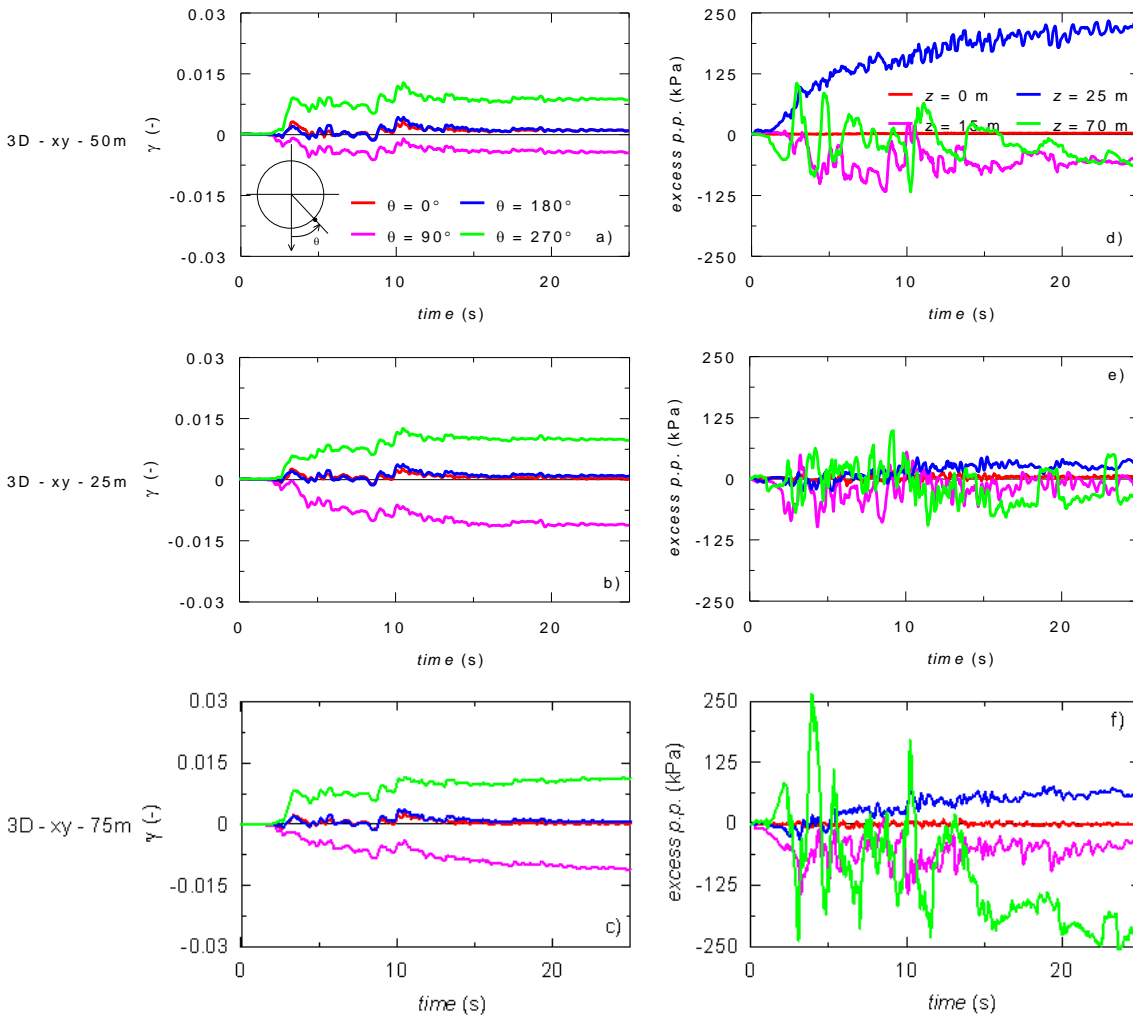 3D - xy - 50m
γ (-)
0.03
0.015
0
-0.015
-0.03
θ
θ = 0° θ = 180°
θ = 90° θ = 270°
a)
0 10 20
time (s)
excess p.p. (kPa)
250
125
0
-125
-250
z = 0 m z = 25 m
z = 15 m z = 70 m
d)
0 10 20
time (s)
3D - xy - 25m
γ (-)
0.03
0.015
0
-0.015
-0.03
b)
0 10 20
time (s)
excess p.p. (kPa)
250
125
0
-125
-250
e)
0 10 20
time (s)
3D - xy - 75m
γ (-)
0.03
0.015
0
-0.015
-0.03
c)
0 10 20
time (s)
excess p.p. (kPa)
250
125
0
-125
-250
f)
0 10 20
time (s)